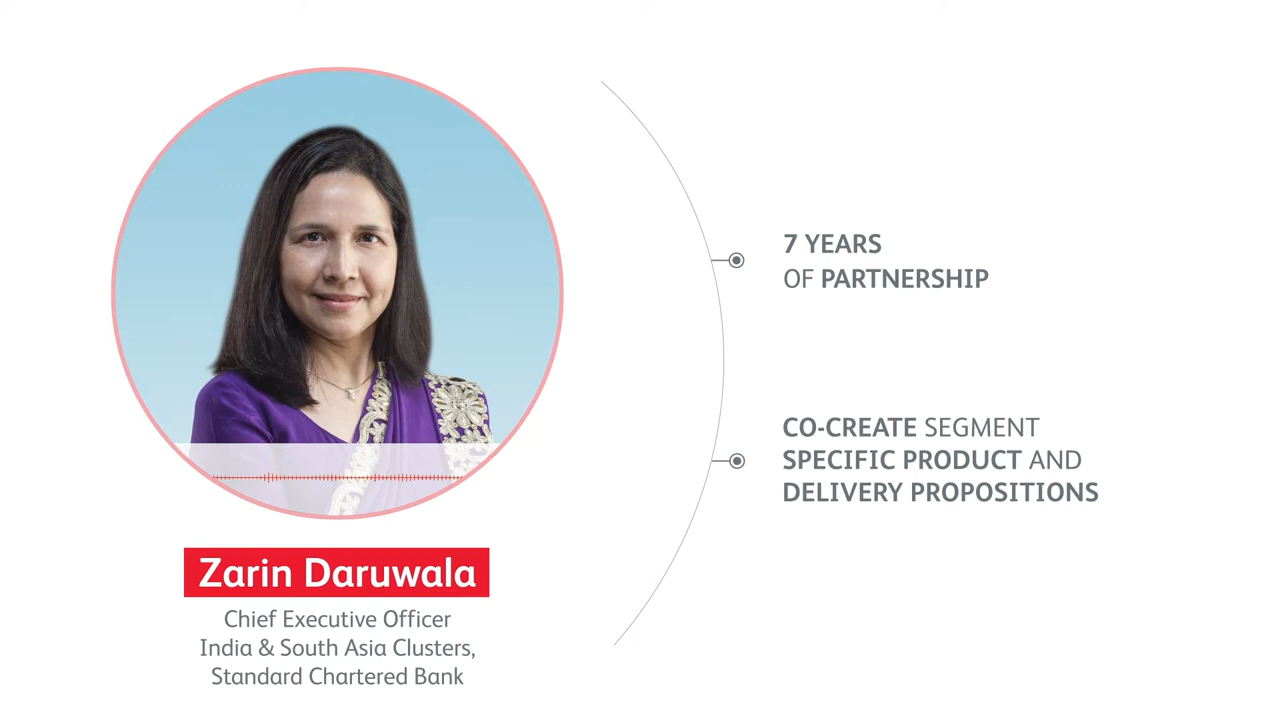 Zarin Daruwala
Chief Executive Officer
India & South Asia Clusters,
Standard Chartered Bank
7 YEARS
OF PARTNERSHIP
CO-CREATE SEGMENT
SPECIFIC PRODUCT AND
DELIVERY PROPOSITIONS